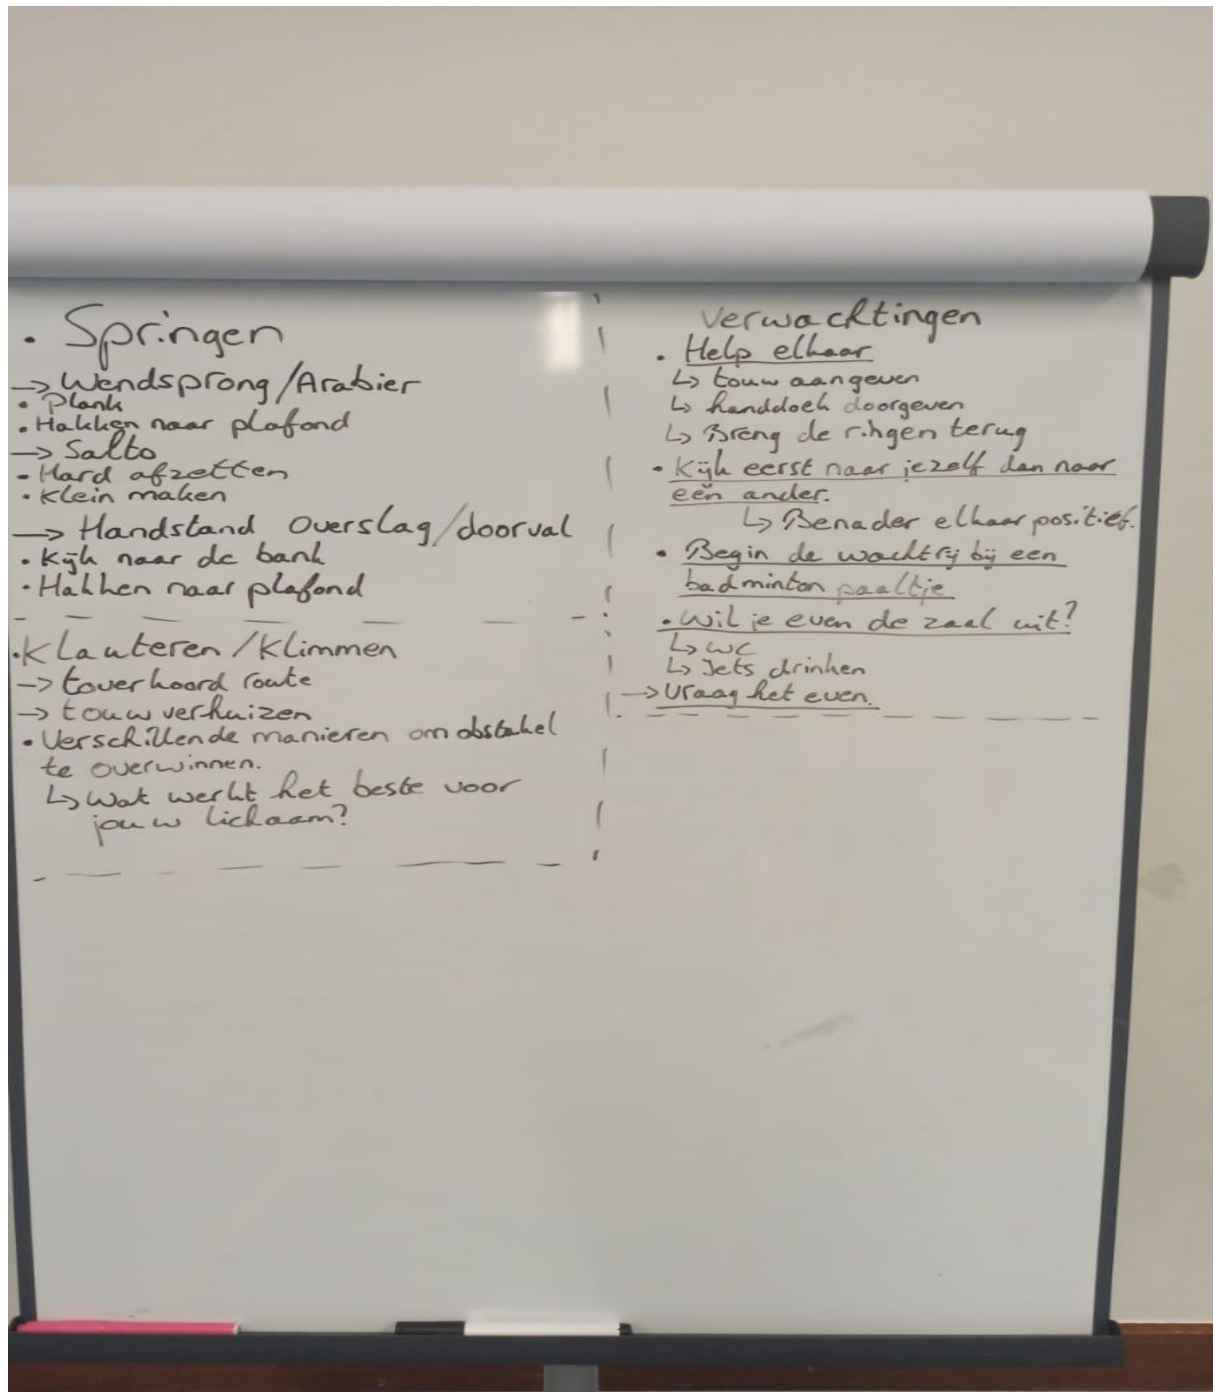 • Springen
→ Wendsprong/Arabier
• Plank
• Hakken naar plafond
→ Salto
• Hard afzetten
• Klein maken
→ Handstand Overslag/doorval
• Kijk naar de bank
• Hakken naar plafond
• Klauteren/Klimmen
→ toverkoord route
→ touw verhuizen
• Verschillende manieren om obstakel
te overwinnen.
↳ Wat werkt het beste voor
jouw lichaam?
Verwachtingen
• Help elkaar
↳ touw aangeven
↳ handdoek doorgeven
↳ Breng de ringen terug
• Kijk eerst naar jezelf dan naar
een ander.
↳ Benader elkaar positief.
• Begin de wachtrij bij een
badminton paaltje
• Wil je even de zaal uit?
↳ WC
↳ Iets drinken
→ Vraag het even.